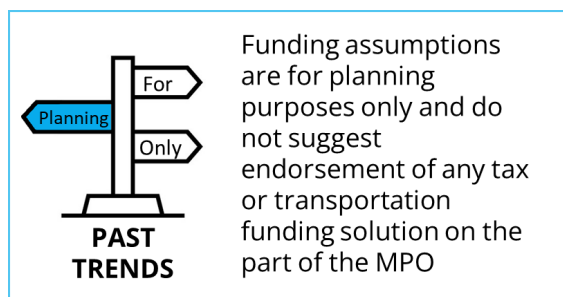 For
Planning
Only
PAST
TRENDS
Funding assumptions
are for planning
purposes only and do
not suggest
endorsement of any tax
or transportation
funding solution on the
part of the MPO